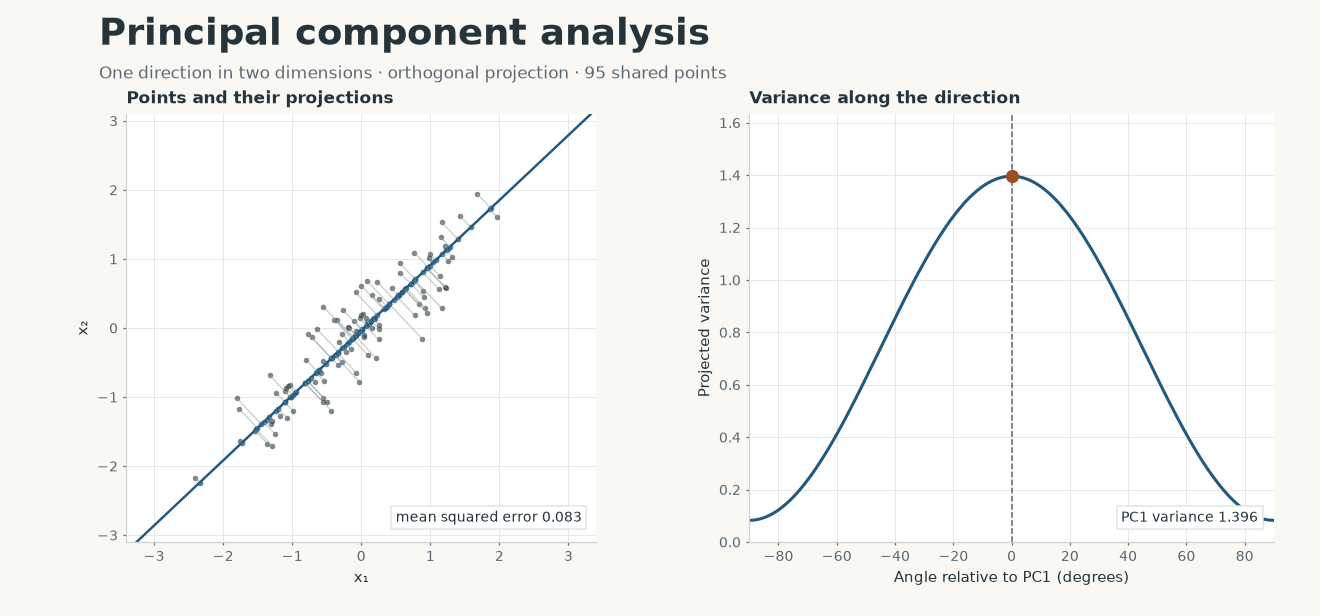 Principal component analysis
One direction in two dimensions · orthogonal projection · 95 shared points
Points and their projections
3
2
1
0
−1
−2
−3
x₂
mean squared error 0.083
−3 −2 −1 0 1 2 3
x₁
Variance along the direction
1.6
1.4
1.2
1.0
0.8
0.6
0.4
0.2
0.0
Projected variance
PC1 variance 1.396
−80 −60 −40 −20 0 20 40 60 80
Angle relative to PC1 (degrees)